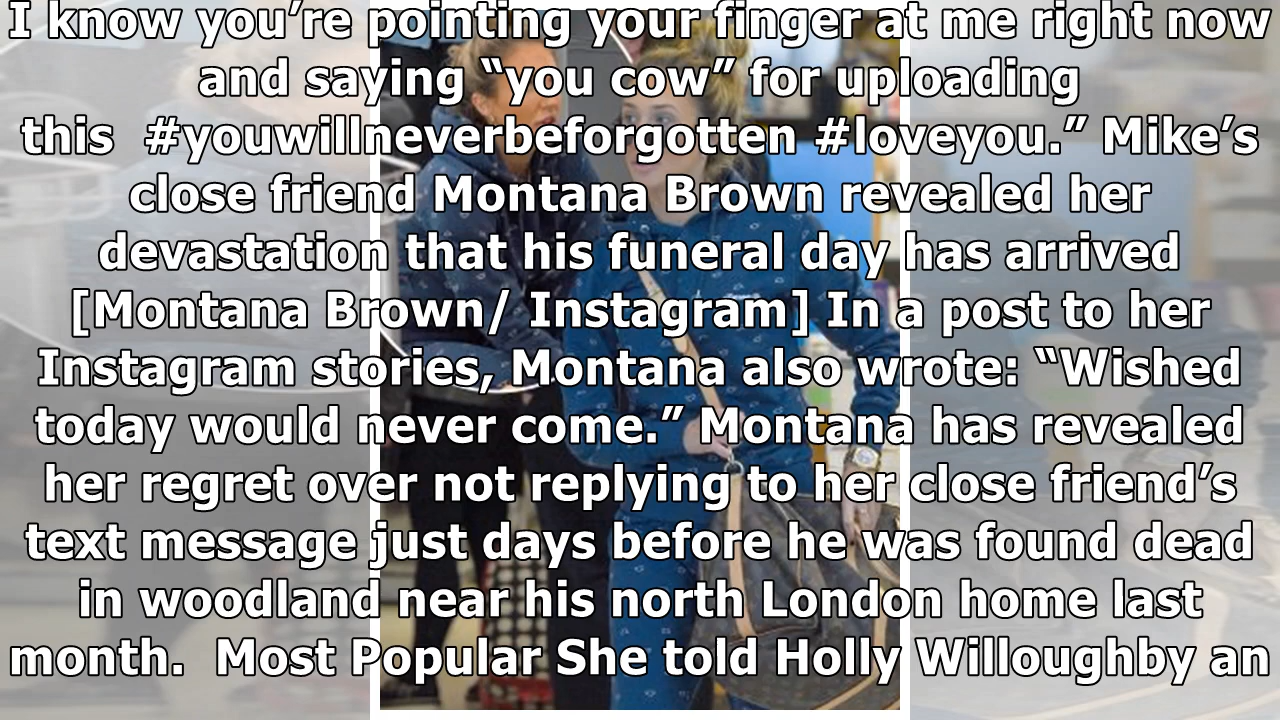 I know you’re pointing your finger at me right now
and saying “you cow” for uploading
this  #youwillneverbeforgotten #loveyou.”  Mike’s
close friend Montana Brown revealed her
devastation that his funeral day has arrived
[Montana Brown/ Instagram] In a post to her
Instagram stories, Montana also wrote: “Wished
today would never come.” Montana has revealed
her regret over not replying to her close friend’s
text message just days before he was found dead
in woodland near his north London home last
month.  Most Popular She told Holly Willoughby an